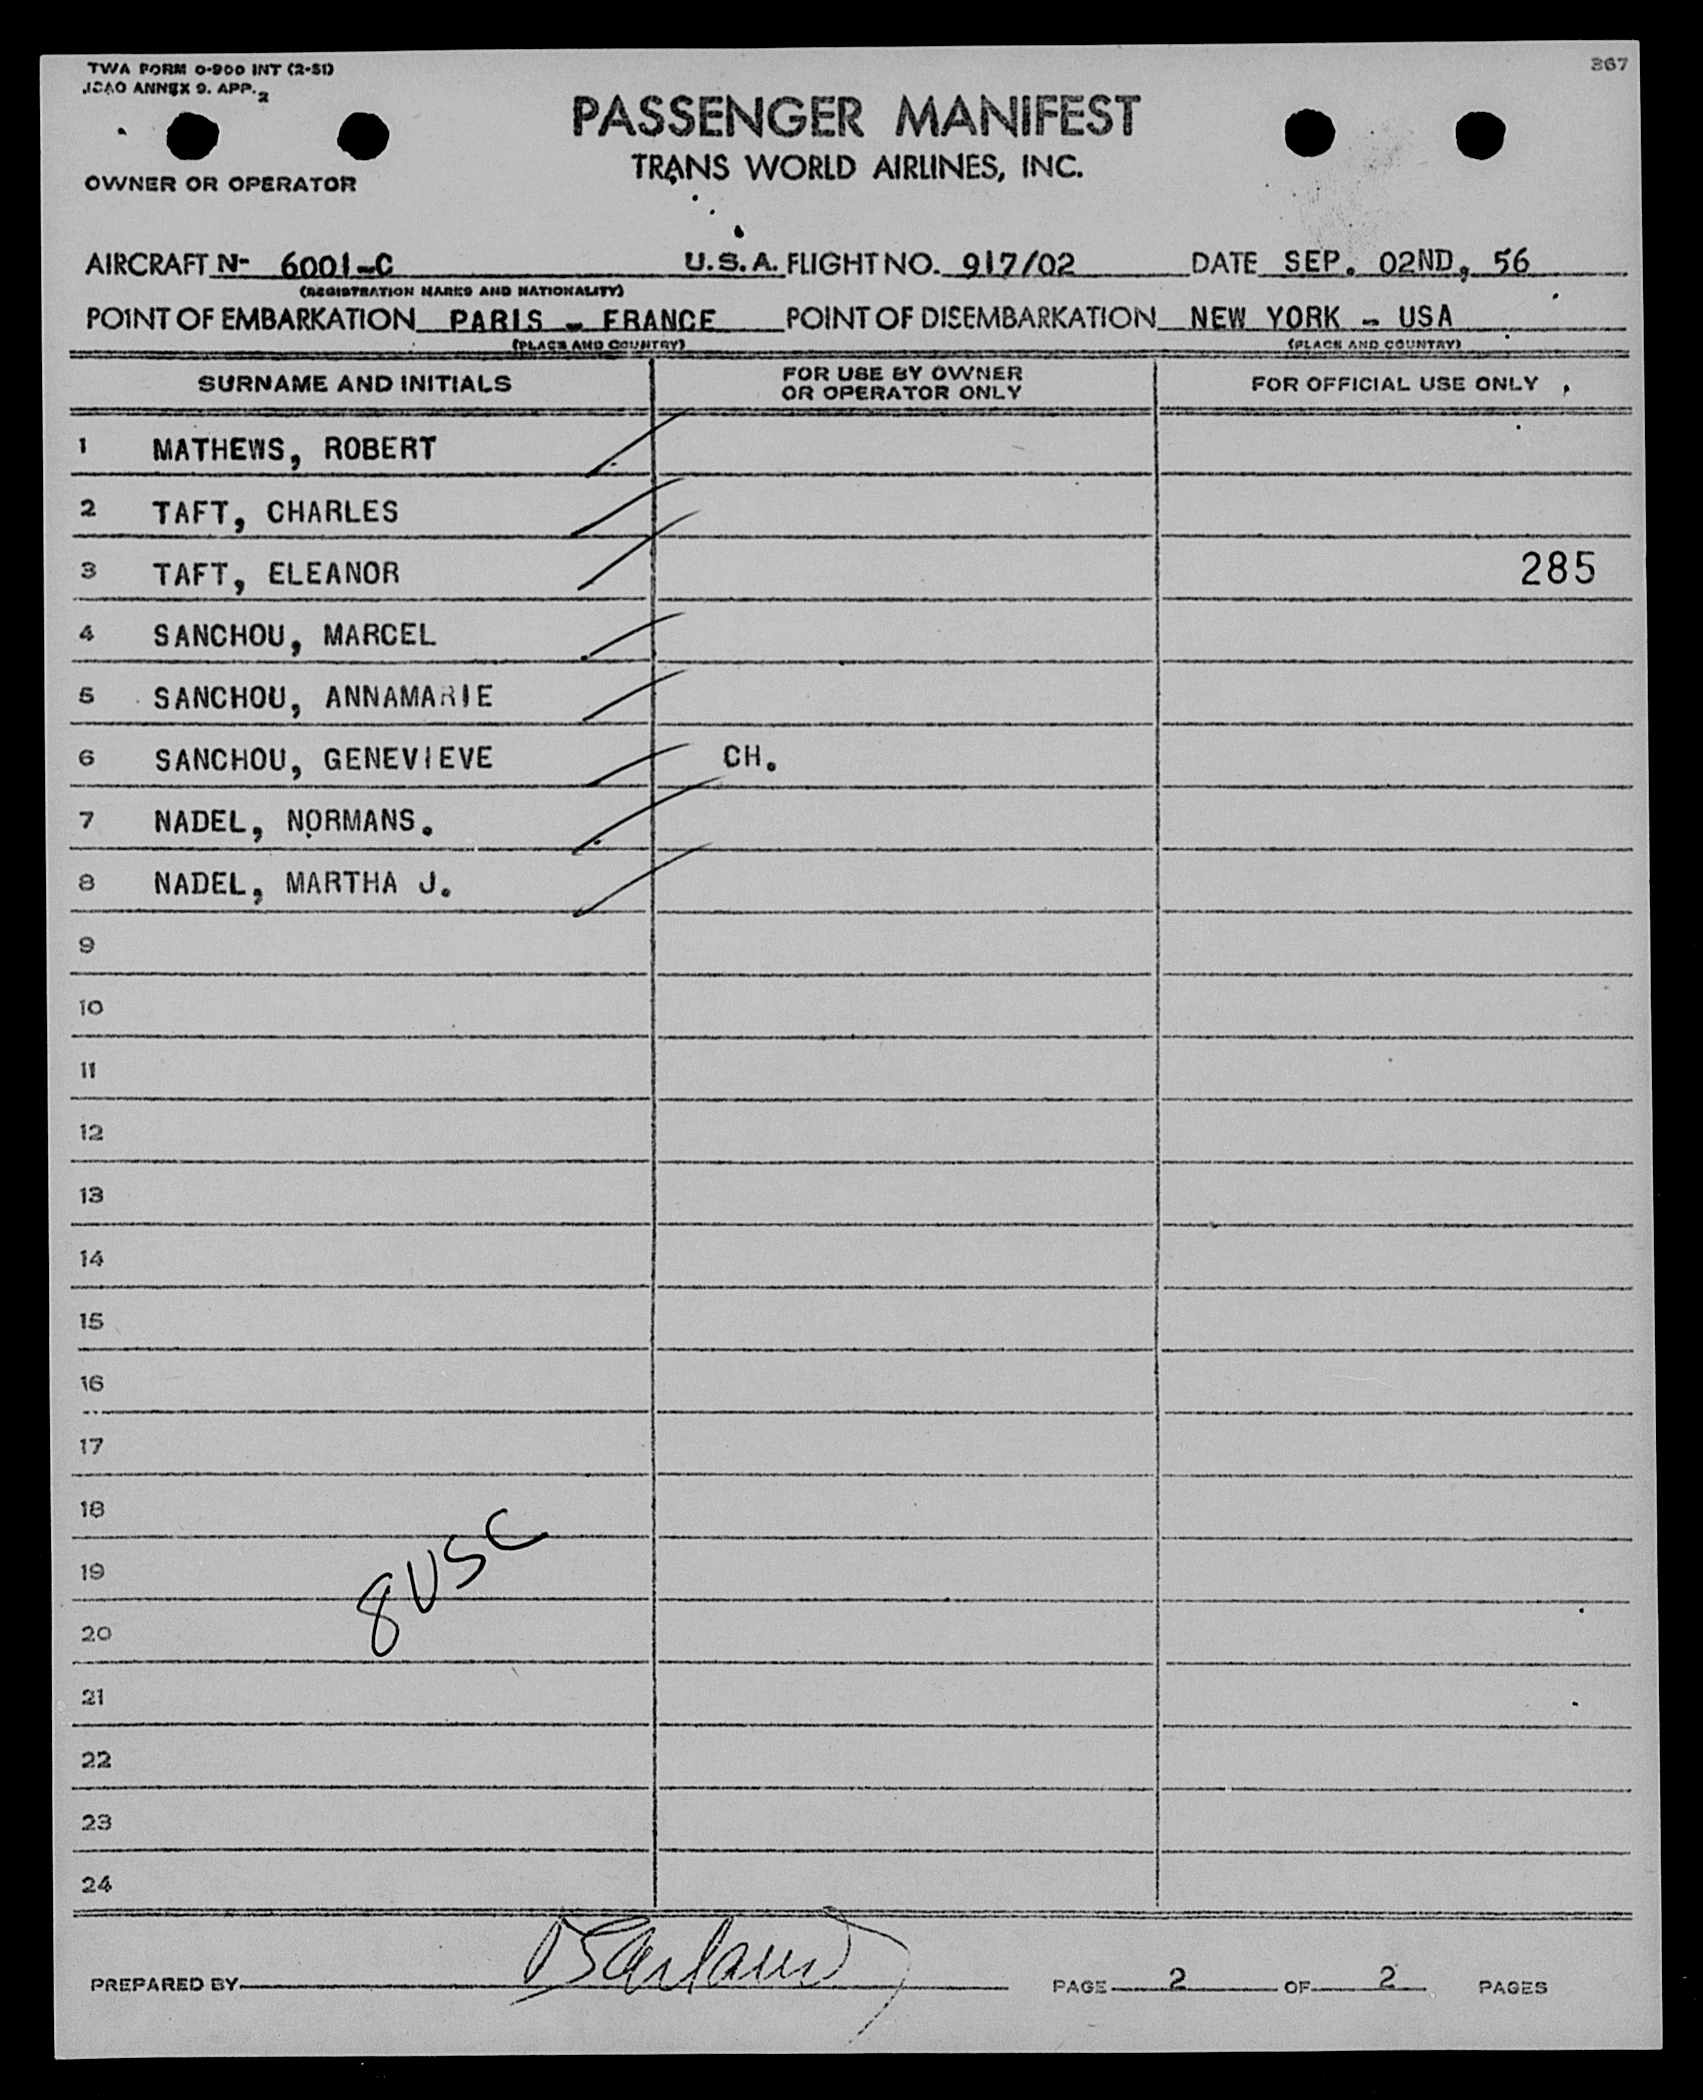 367
TWA FORM O-900 INT (2-51)
ICAO ANNEX 9. APP. 2
PASSENGER MANIFEST
TRANS WORLD AIRLINES, INC.
OWNER OR OPERATOR
AIRCRAFT N- 6001-C U.S.A. FLIGHT NO. 917/02 DATE SEP. 02ND, 56
(REGISTRATION MARKS AND NATIONALITY)
POINT OF EMBARKATION PARIS - FRANCE POINT OF DISEMBARKATION NEW YORK - USA
(PLACE AND COUNTRY) (PLACE AND COUNTRY)
SURNAME AND INITIALS FOR USE BY OWNER OR OPERATOR ONLY FOR OFFICIAL USE ONLY
1 MATHEWS, ROBERT
2 TAFT, CHARLES
3 TAFT, ELEANOR 285
4 SANCHOU, MARCEL
5 SANCHOU, ANNAMARIE
6 SANCHOU, GENEVIEVE CH.
7 NADEL, NORMANS.
8 NADEL, MARTHA J.
9
10
11
12
13
14
15
16
17
18
19 8 USC
20
21
22
23
24
PREPARED BY PAGE 2 OF 2 PAGES